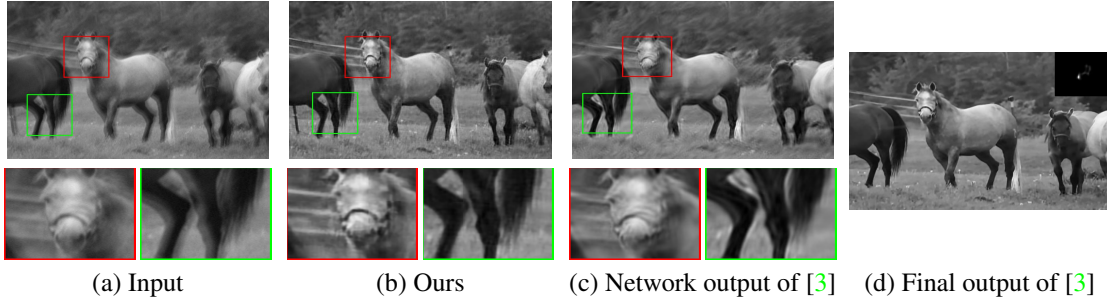 (a) Input
(b) Ours
(c) Network output of [3]
(d) Final output of [3]